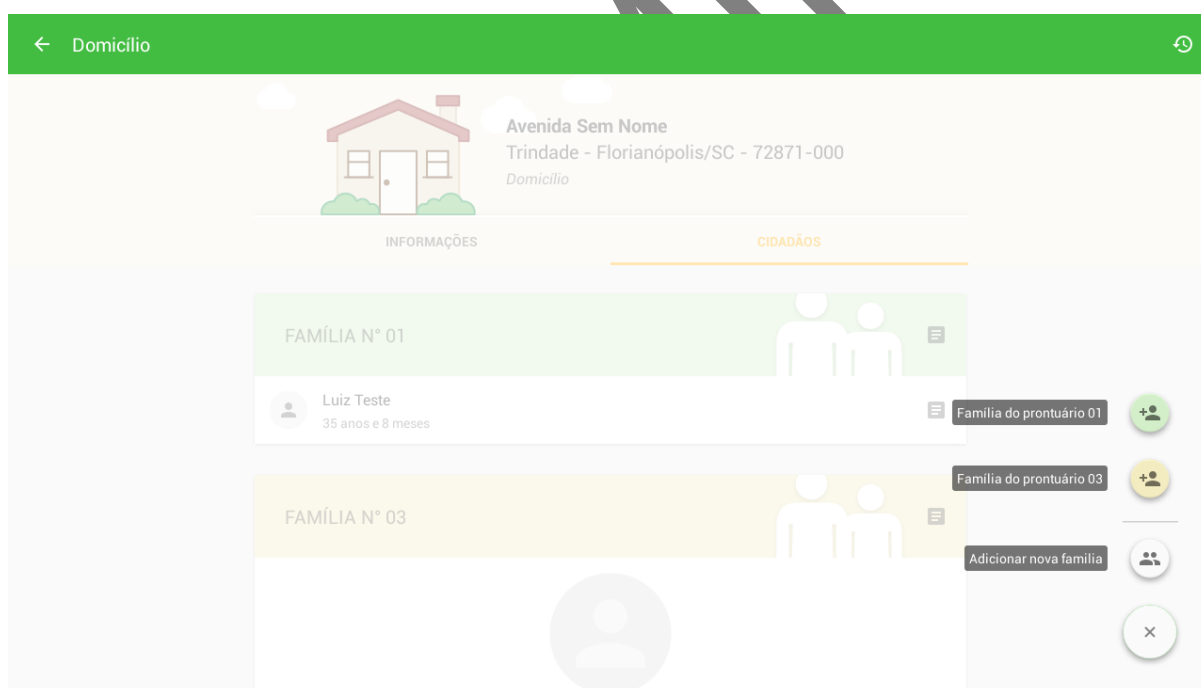 Domicílio
Avenida Sem Nome
Trindade - Florianópolis/SC - 72871-000
Domicílio
INFORMAÇÕES
CIDADÃOS
FAMÍLIA N° 01
Luiz Teste
35 anos e 8 meses
Família do prontuário 01
FAMÍLIA N° 03
Família do prontuário 03
Adicionar nova familia